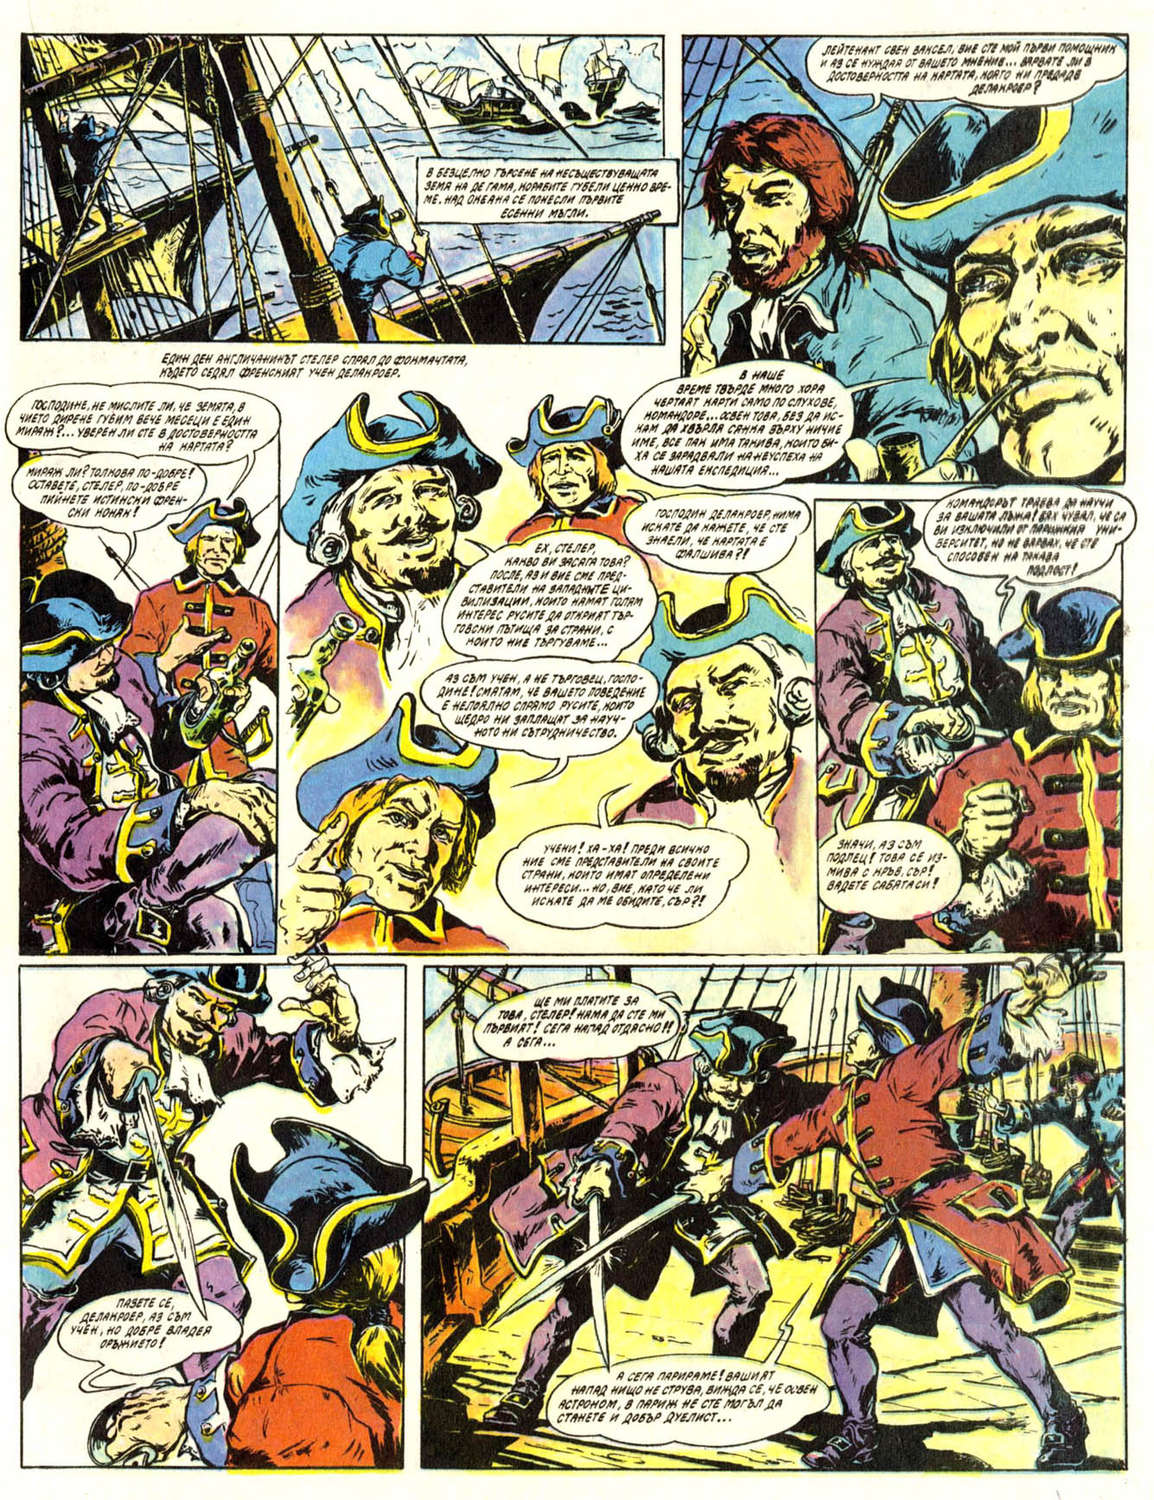 В БЕЗЦЕЛНО ТЪРСЕНЕ НА НЕСЪЩЕСТВУВАЩАТА
ЗЕМЯ НА ДЕ ГАМА, КОРАБИТЕ ГУБЕЛИ ЦЕННО ВРЕ-
МЕ. НАД ОКЕАНА СЕ ПОНЕСЛИ ПЪРВИТЕ
ЕСЕННИ МЪГЛИ.
ЛЕЙТЕНАНТ СВЕН ВАКСЕЛ, ВИЕ СТЕ МОЙ ПЪРВИ ПОМОЩНИК
И АЗ СЕ НУЖДАЯ ОТ ВАШЕТО МНЕНИЕ... ВЯРВАТЕ ЛИ В
ДОСТОВЕРНОСТТА НА КАРТАТА, КОЯТО НИ ПРЕДАДЕ
ДЕЛАКРОЕР?
В НАШЕ
ВРЕМЕ ТВЪРДЕ МНОГО ХОРА
ЧЕРТАЯТ КАРТИ САМО ПО СЛУХОВЕ,
КОМАНДОРЕ... ОСВЕН ТОВА, БЕЗ ДА ИС-
КАМ ДА ХВЪРЛЯ СЯНКА ВЪРХУ НИЧИЕ
ИМЕ, ВСЕ ПАК ИМА ТАКИВА, КОИТО БИ-
ХА СЕ ЗАРАДВАЛИ НА НЕУСПЕХА НА
НАШАТА ЕКСПЕДИЦИЯ...
ЕДИН ДЕН АНГЛИЧАНИНЪТ СТЕЛЕР СПРЯЛ ДО ФОКМАЧТАТА,
КЪДЕТО СЕДЯЛ ФРЕНСКИЯТ УЧЕН ДЕЛАКРОЕР.
ГОСПОДИНЕ, НЕ МИСЛИТЕ ЛИ, ЧЕ ЗЕМЯТА, В
ЧИЕТО ДИРЕНЕ ГУБИМ ВЕЧЕ МЕСЕЦИ Е ЕДИН
МИРАЖ?... УВЕРЕН ЛИ СТЕ В ДОСТОВЕРНОСТТА
НА КАРТАТА?
МИРАЖ ЛИ? ТОЛКОВА ПО-ДОБРЕ!
ОСТАВЕТЕ, СТЕЛЕР, ПО-ДОБРЕ
ПИЙНЕТЕ ИСТИНСКИ ФРЕН-
СКИ КОНЯК!
ГОСПОДИН ДЕЛАКРОЕР, НИМА
ИСКАТЕ ДА КАЖЕТЕ, ЧЕ СТЕ
ЗНАЕЛИ, ЧЕ КАРТАТА Е
ФАЛШИВА?!
ЕХ, СТЕЛЕР,
КАКВО ВИ ЗАСЯГА ТОВА?
ПОСЛЕ, АЗ И ВИЕ СМЕ ПРЕД-
СТАВИТЕЛИ НА ЗАПАДНИТЕ ЦИ-
ВИЛИЗАЦИИ, КОИТО НЯМАТ ГОЛЯМ
ИНТЕРЕС РУСИТЕ ДА ОТКРИЯТ ТЪР-
ГОВСКИ ПЪТИЩА ЗА СТРАНИ, С
КОИТО НИЕ ТЪРГУВАМЕ...
АЗ СЪМ УЧЕН, А НЕ ТЪРГОВЕЦ, ГОСПО-
ДИНЕ! СМЯТАМ, ЧЕ ВАШЕТО ПОВЕДЕНИЕ
Е НЕЛОЯЛНО СПРЯМО РУСИТЕ, КОИТО
ЩЕДРО НИ ЗАПЛАЩАТ ЗА НАУЧ-
НОТО НИ СЪТРУДНИЧЕСТВО.
УЧЕНИ! ХА-ХА! ПРЕДИ ВСИЧКО
НИЕ СМЕ ПРЕДСТАВИТЕЛИ НА СВОИТЕ
СТРАНИ, КОИТО ИМАТ ОПРЕДЕЛЕНИ
ИНТЕРЕСИ... НО, ВИЕ, КАТО ЧЕ ЛИ
ИСКАТЕ ДА МЕ ОБИДИТЕ, СЪР?!
КОМАНДОРЪТ ТРЯБВА ДА НАУЧИ
ЗА ВАШАТА ЛЪЖА! БЯХ ЧУВАЛ, ЧЕ СА
ВИ ИЗКЛЮЧИЛИ ОТ ПАРИЖКИЯ УНИ-
ВЕРСИТЕТ, НО НЕ ВЯРВАХ, ЧЕ СТЕ
СПОСОБЕН НА ТАКАВА
ПОДЛОСТ!
ЗНАЧИ, АЗ СЪМ
ПОДЛЕЦ! ТОВА СЕ ИЗ-
МИВА С КРЪВ, СЪР!
ВАДЕТЕ САБЯТА СИ!
ПАЗЕТЕ СЕ,
ДЕЛАКРОЕР, АЗ СЪМ
УЧЕН, НО ДОБРЕ ВЛАДЕЯ
ОРЪЖИЕТО!
ЩЕ МИ ПЛАТИТЕ ЗА
ТОВА, СТЕЛЕР! НЯМА ДА СТЕ МИ
ПЪРВИЯТ! СЕГА НАПАД ОТДЯСНО!!
А СЕГА...
А СЕГА ПАРИРАМЕ! ВАШИЯТ
НАПАД НИЩО НЕ СТРУВА, ВИЖДА СЕ, ЧЕ ОСВЕН
АСТРОНОМ, В ПАРИЖ НЕ СТЕ МОГЪЛ ДА
СТАНЕТЕ И ДОБЪР ДУЕЛИСТ...